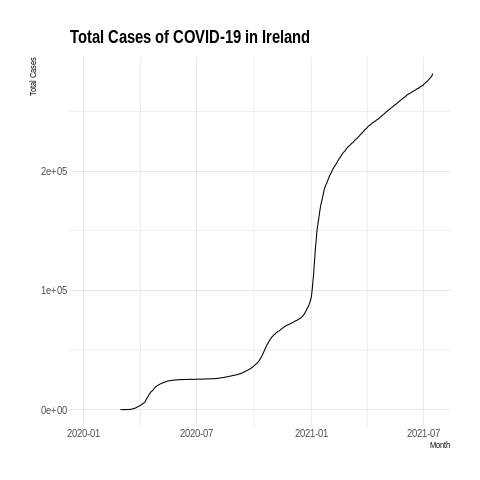 Total Cases of COVID-19 in Ireland
Total Cases
2e+05
1e+05
0e+00
2020-01 2020-07 2021-01 2021-07
Month